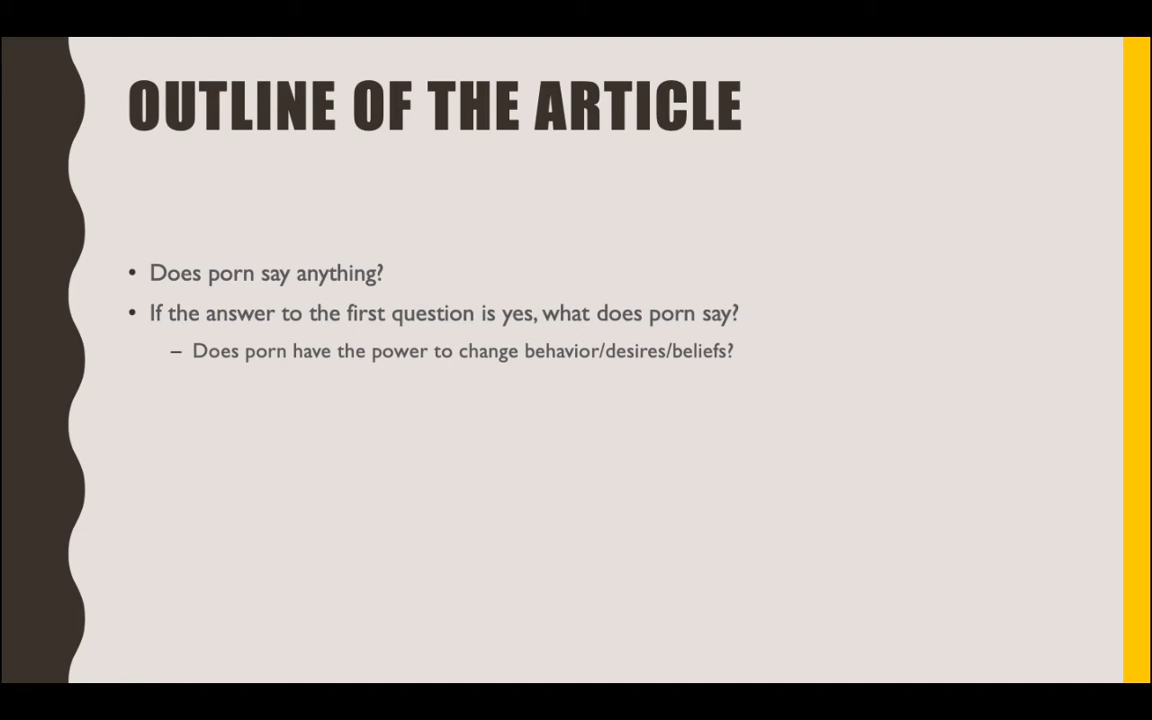 OUTLINE OF THE ARTICLE
• Does porn say anything?
• If the answer to the first question is yes, what does porn say?
– Does porn have the power to change behavior/desires/beliefs?